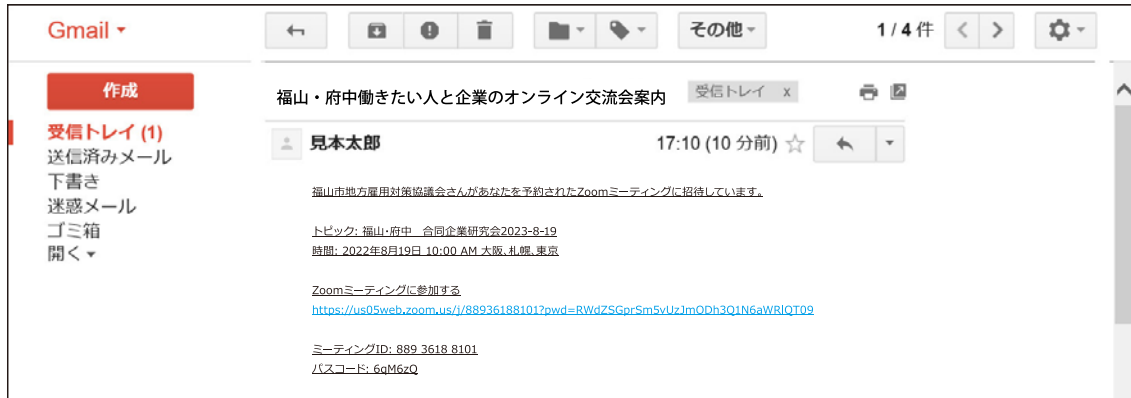 Gmail
その他
1 / 4 件
作成
受信トレイ (1)
送信済みメール
下書き
迷惑メール
ゴミ箱
開く
福山・府中働きたい人と企業のオンライン交流会案内
受信トレイ x
見本太郎
17:10 (10 分前)
福山市地方雇用対策協議会さんがあなたを予約されたZoomミーティングに招待しています。
トピック: 福山・府中　合同企業研究会2023-8-19
時間: 2022年8月19日 10:00 AM 大阪、札幌、東京
Zoomミーティングに参加する
https://us05web.zoom.us/j/88936188101?pwd=RWdZSGprSm5vUzJmODh3Q1N6aWRlQT09
ミーティングID: 889 3618 8101
パスコード: 6qM6zQ